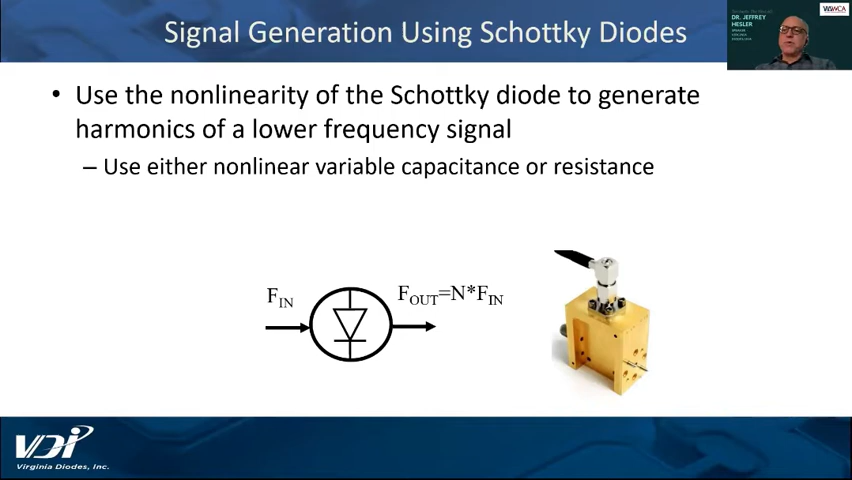 Signal Generation Using Schottky Diodes
DR. JEFFREY
HESLER
• Use the nonlinearity of the Schottky diode to generate
harmonics of a lower frequency signal
– Use either nonlinear variable capacitance or resistance
FIN
FOUT=N*FIN
VDI
Virginia Diodes, Inc.